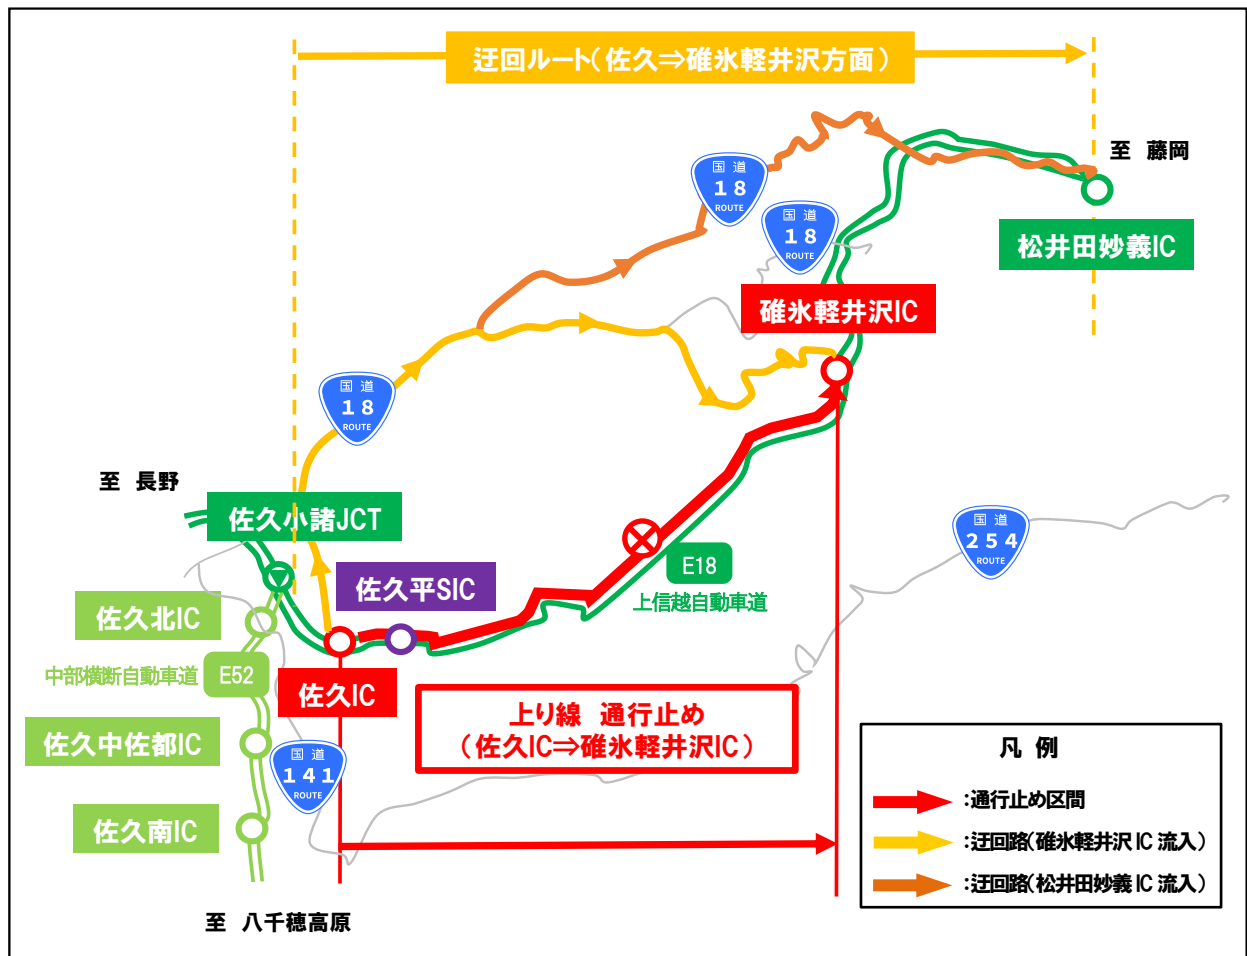 迂回ルート(佐久⇒碓氷軽井沢方面)
至 藤岡
国道
18
ROUTE
国道
18
ROUTE
松井田妙義IC
碓氷軽井沢IC
国道
18
ROUTE
至 長野
佐久小諸JCT
国道
254
ROUTE
E18
上信越自動車道
佐久平SIC
佐久北IC
中部横断自動車道
E52
佐久IC
上り線 通行止め
(佐久IC⇒碓氷軽井沢IC)
佐久中佐都IC
国道
141
ROUTE
佐久南IC
至 八千穂高原
凡 例
:通行止め区間
:迂回路(碓氷軽井沢IC 流入)
:迂回路(松井田妙義IC 流入)